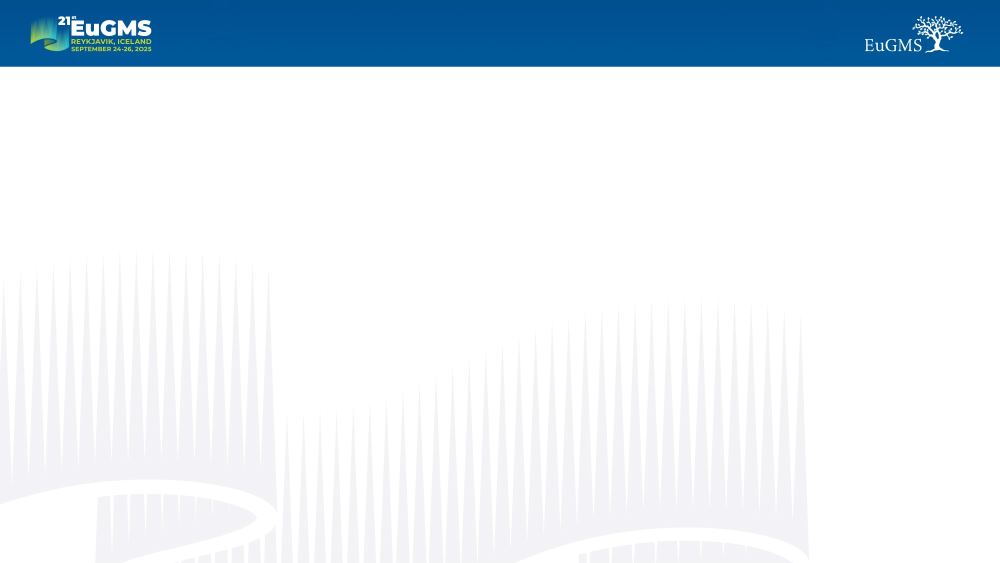 21st
EuGMS
REYKJAVIK, ICELAND
SEPTEMBER 24-26, 2025
EuGMS